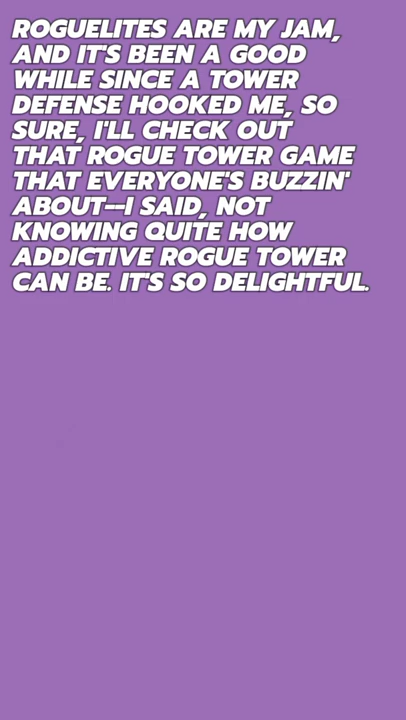 ROGUELITES ARE MY JAM,
AND IT'S BEEN A GOOD
WHILE SINCE A TOWER
DEFENSE HOOKED ME, SO
SURE, I'LL CHECK OUT
THAT ROGUE TOWER GAME
THAT EVERYONE'S BUZZIN'
ABOUT--I SAID, NOT
KNOWING QUITE HOW
ADDICTIVE ROGUE TOWER
CAN BE. IT'S SO DELIGHTFUL.